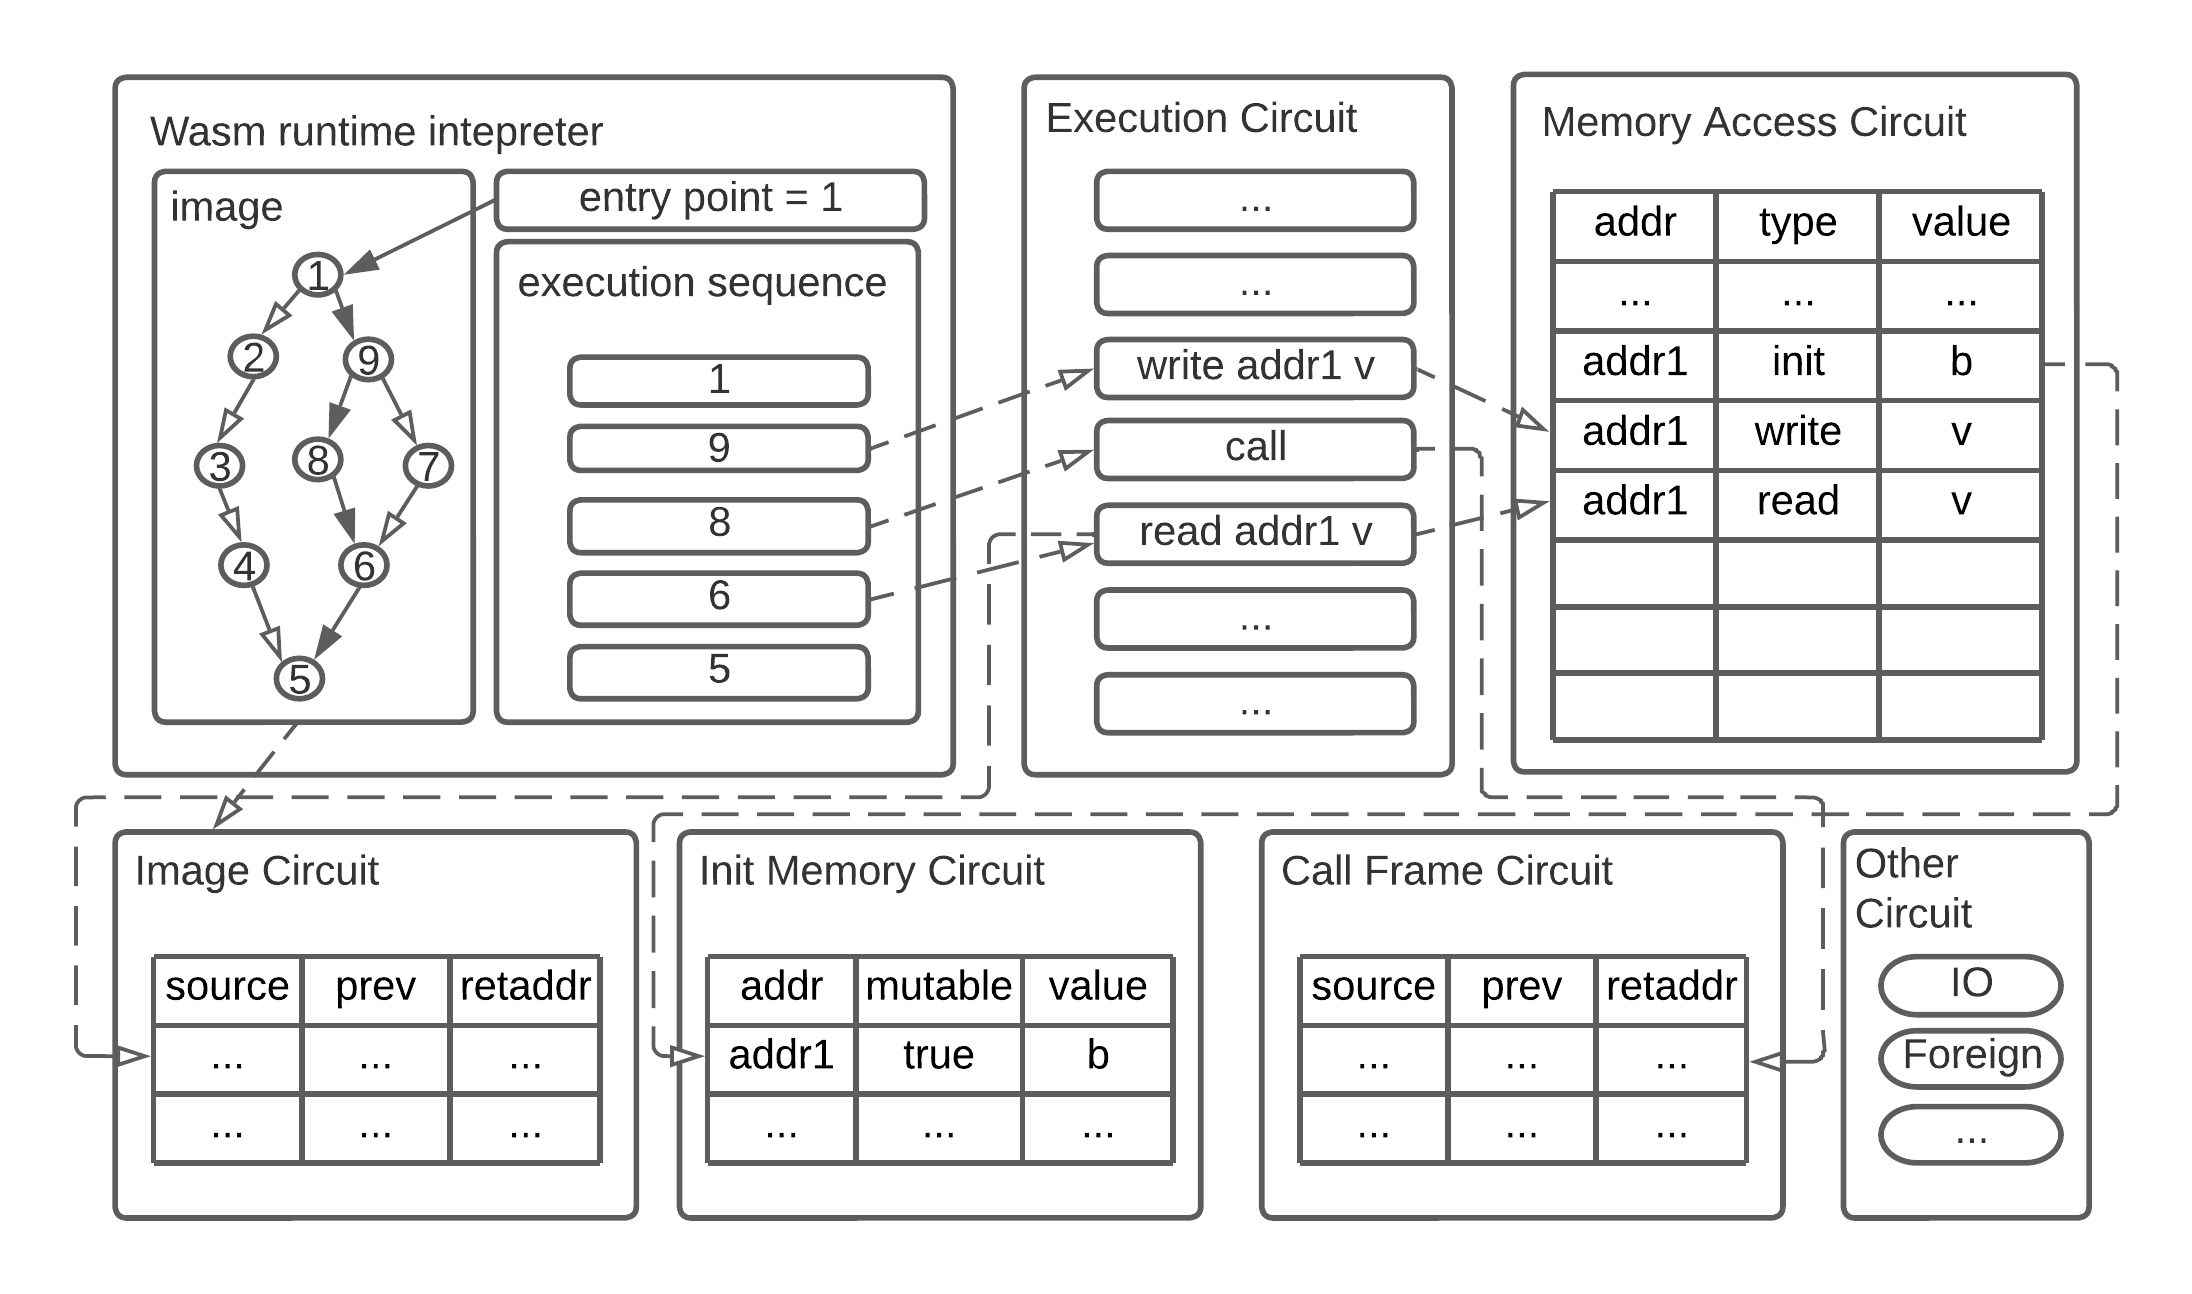 Wasm runtime intepreter
image
1
2
9
3
8
7
4
6
5
entry point = 1
execution sequence
1
9
8
6
5
Execution Circuit
...
...
write addr1 v
call
read addr1 v
...
...
Memory Access Circuit
addr type value
... ... ...
addr1 init b
addr1 write v
addr1 read v
Image Circuit
source prev retaddr
... ... ...
... ... ...
Init Memory Circuit
addr mutable value
addr1 true b
... ... ...
Call Frame Circuit
source prev retaddr
... ... ...
... ... ...
Other
Circuit
IO
Foreign
...